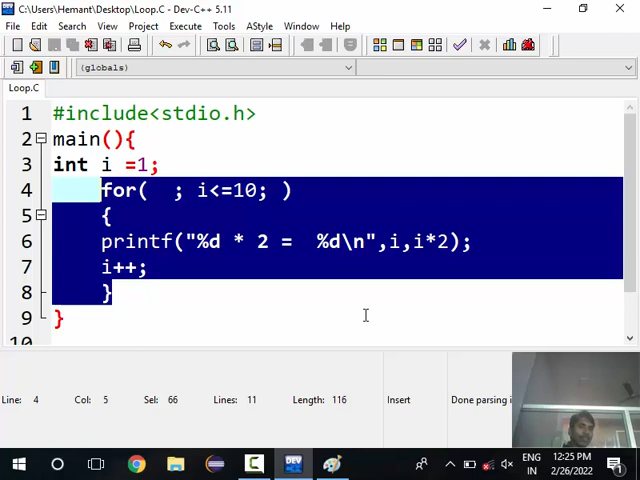 C:\Users\Hemant\Desktop\Loop.C - Dev-C++ 5.11
File Edit Search View Project Execute Tools AStyle Window Help
(globals)
Loop.C
1 #include<stdio.h>
2 main(){
3 int i =1;
4 for(  ; i<=10; )
5 {
6 printf("%d * 2 =  %d\n",i,i*2);
7 i++;
8 }
9 }
10
Line: 4 Col: 5 Sel: 66 Lines: 11 Length: 116 Insert Done parsing i
DEV
ENG
IN
12:25 PM
2/26/2022